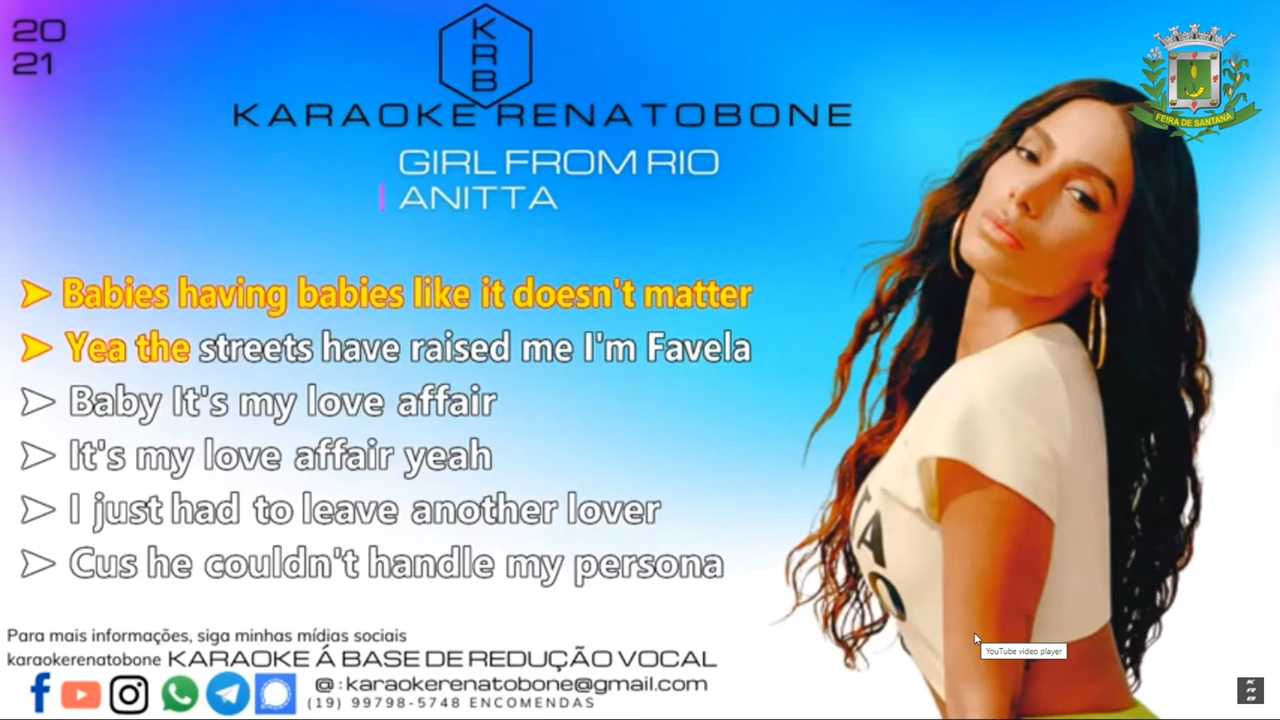 20
21
K
R
B
KARAOKE RENATOBONE
GIRL FROM RIO
ANITTA
FEIRA DE SANTANA
Babies having babies like it doesn't matter
Yea the streets have raised me I'm Favela
Baby It's my love affair
It's my love affair yeah
I just had to leave another lover
Cus he couldn't handle my persona
Para mais informações, siga minhas mídias sociais
karaokerenatobone KARAOKE Á BASE DE REDUÇÃO VOCAL
@:karaokerenatobone@gmail.com
(19) 99798-5748 ENCOMENDAS
YouTube video player
K
R
B